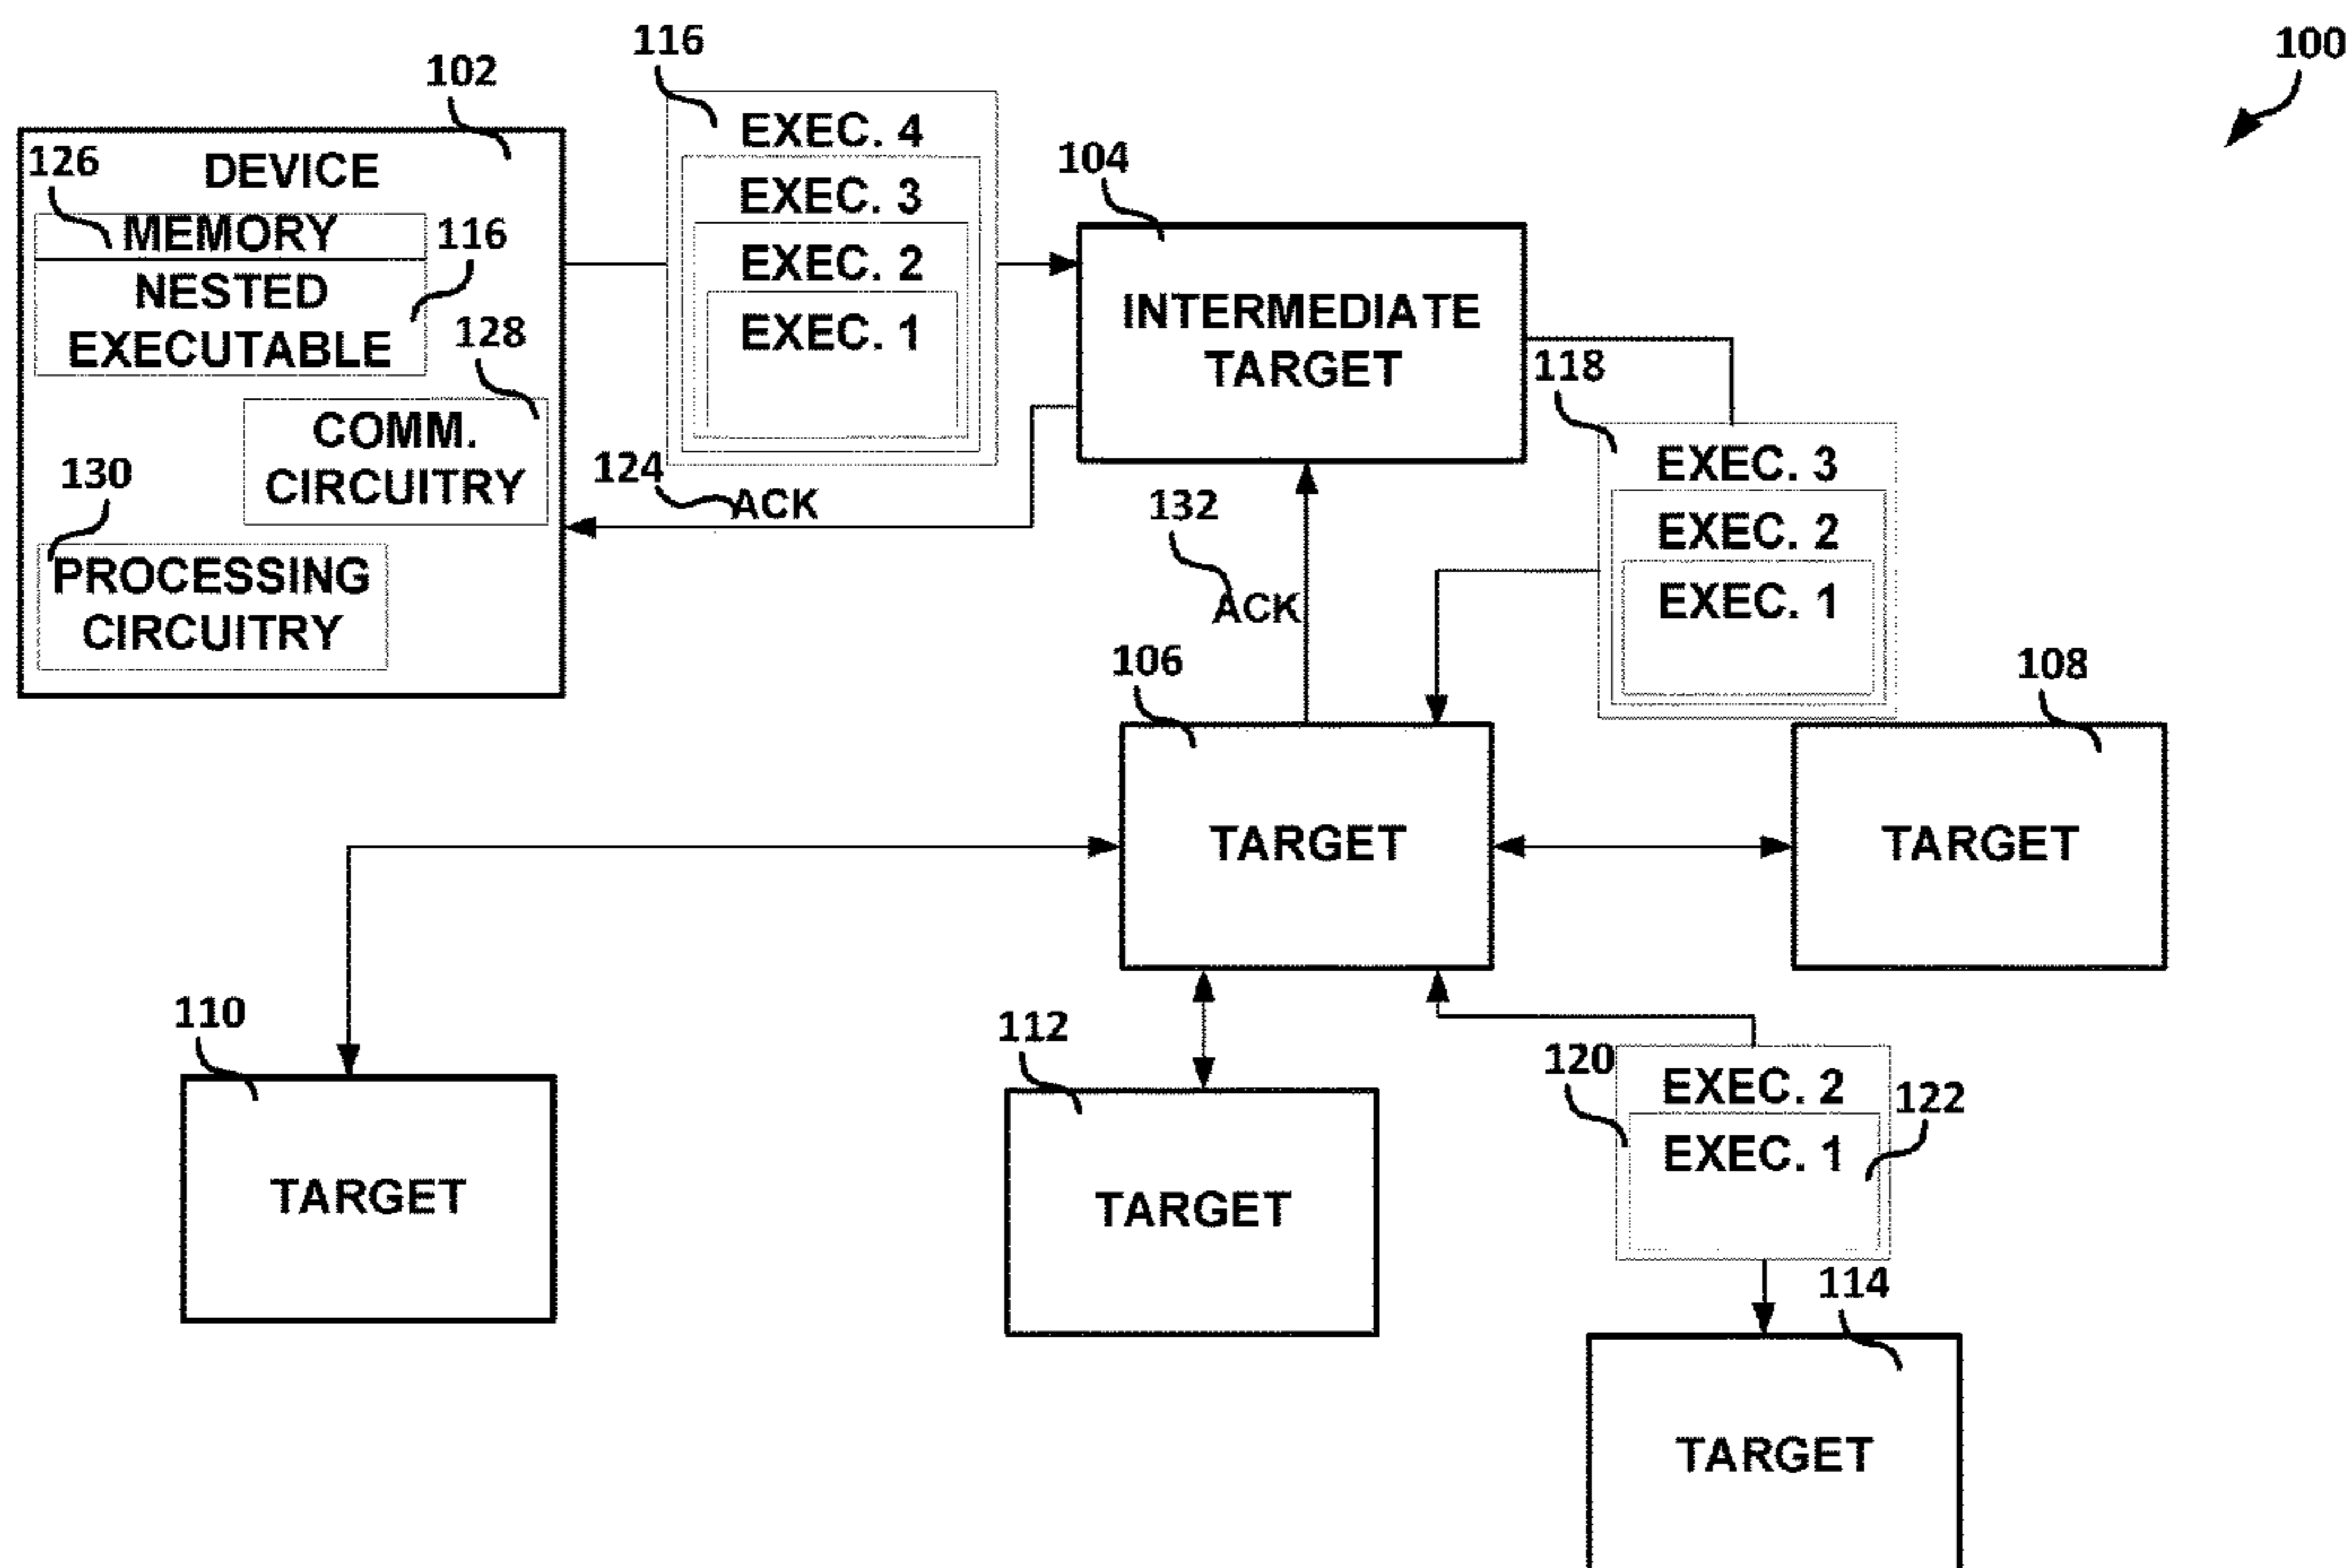 100
116
102
EXEC. 4
126
DEVICE
104
EXEC. 3
MEMORY
116
EXEC. 2
NESTED
EXECUTABLE
128
EXEC. 1
INTERMEDIATE
TARGET
118
COMM.
CIRCUITRY
130
124
ACK
132
EXEC. 3
EXEC. 2
EXEC. 1
PROCESSING
CIRCUITRY
ACK
106
108
TARGET
TARGET
110
112
120
EXEC. 2
122
EXEC. 1
TARGET
TARGET
114
TARGET